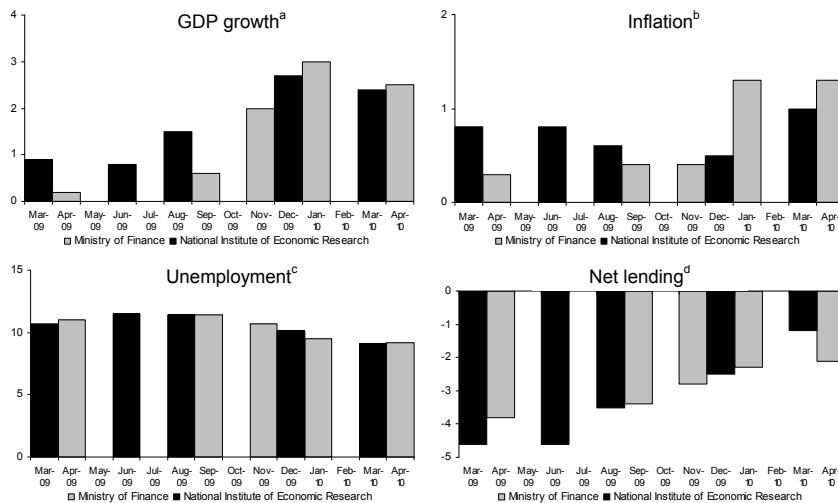 GDP growthᵃ
3
4
2
1
0
Mar-09 Apr-09 May-09 Jun-09 Jul-09 Aug-09 Sep-09 Oct-09 Nov-09 Dec-09 Jan-10 Feb-10 Mar-10 Apr-10
Ministry of Finance National Institute of Economic Research
Inflationᵇ
2
1
0
Mar-09 Apr-09 May-09 Jun-09 Jul-09 Aug-09 Sep-09 Oct-09 Nov-09 Dec-09 Jan-10 Feb-10 Mar-10 Apr-10
Ministry of Finance National Institute of Economic Research
Unemploymentᶜ
15
10
5
0
Mar-09 Apr-09 May-09 Jun-09 Jul-09 Aug-09 Sep-09 Oct-09 Nov-09 Dec-09 Jan-10 Feb-10 Mar-10 Apr-10
Ministry of Finance National Institute of Economic Research
Net lendingᵈ
0
-1
-2
-3
-4
-5
Mar-09 Apr-09 May-09 Jun-09 Jul-09 Aug-09 Sep-09 Oct-09 Nov-09 Dec-09 Jan-10 Feb-10 Mar-10 Apr-10
Ministry of Finance National Institute of Economic Research